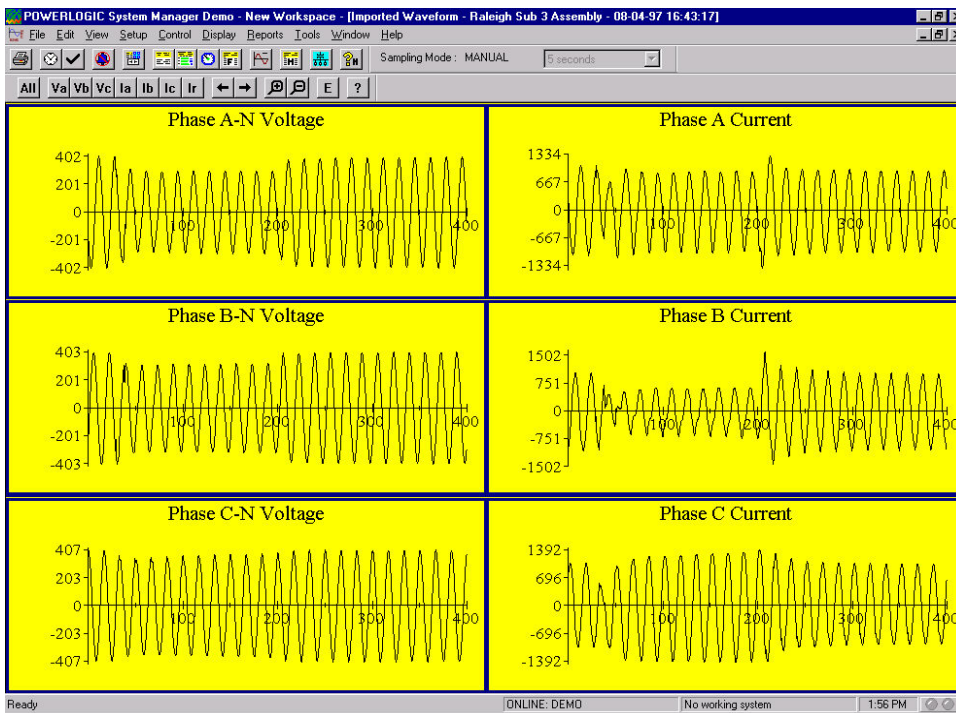 POWERLOGIC System Manager Demo - New Workspace - [Imported Waveform - Raleigh Sub 3 Assembly - 08-04-97 16:43:17]
File Edit View Setup Control Display Reports Tools Window Help
Sampling Mode : MANUAL 5 seconds
All Va Vb Vc Ia Ib Ic Ir E ?
Phase A-N Voltage
402
201
0
-201
-402
100 200 300 400
Phase A Current
1334
667
0
-667
-1334
100 200 300 400
Phase B-N Voltage
403
201
0
-201
-403
100 200 300 400
Phase B Current
1502
751
0
-751
-1502
100 200 300 400
Phase C-N Voltage
407
203
0
-203
-407
100 200 300 400
Phase C Current
1392
696
0
-696
-1392
100 200 300 400
Ready ONLINE: DEMO No working system 1:56 PM